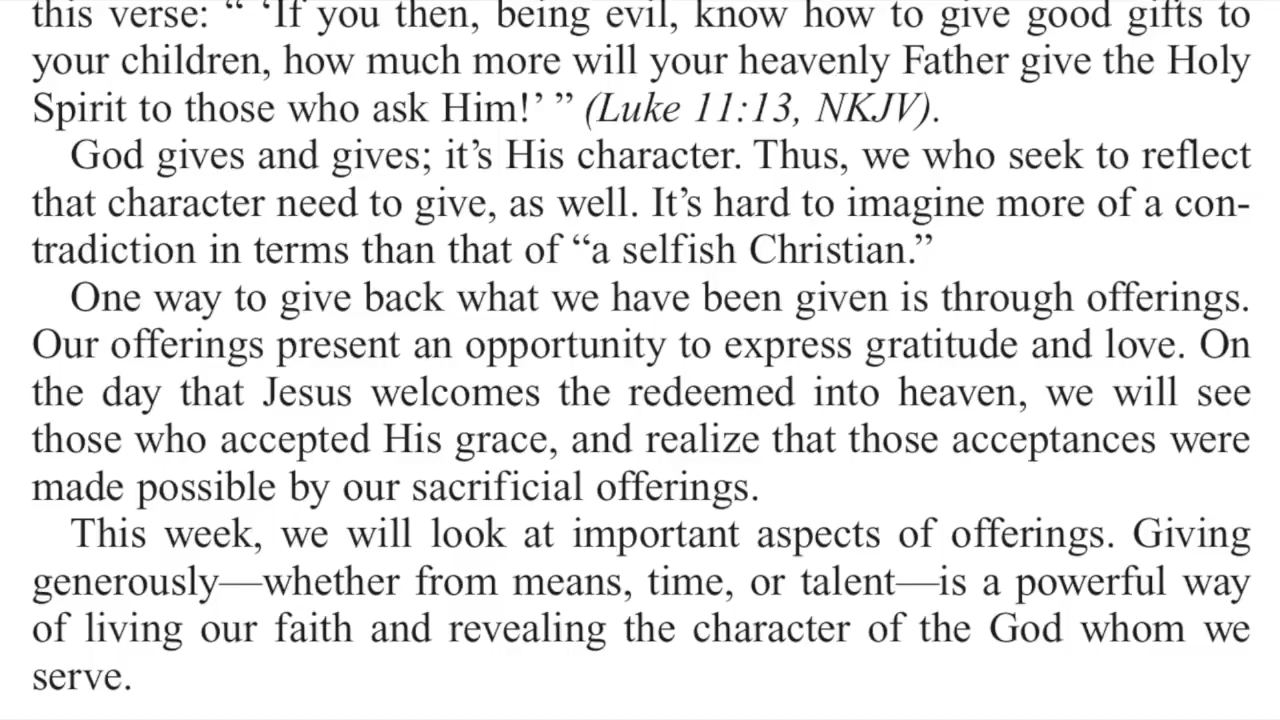 this verse: “ ‘If you then, being evil, know how to give good gifts to
your children, how much more will your heavenly Father give the Holy
Spirit to those who ask Him!’ ” (Luke 11:13, NKJV).
God gives and gives; it’s His character. Thus, we who seek to reflect
that character need to give, as well. It’s hard to imagine more of a con-
tradiction in terms than that of “a selfish Christian.”
One way to give back what we have been given is through offerings.
Our offerings present an opportunity to express gratitude and love. On
the day that Jesus welcomes the redeemed into heaven, we will see
those who accepted His grace, and realize that those acceptances were
made possible by our sacrificial offerings.
This week, we will look at important aspects of offerings. Giving
generously—whether from means, time, or talent—is a powerful way
of living our faith and revealing the character of the God whom we
serve.